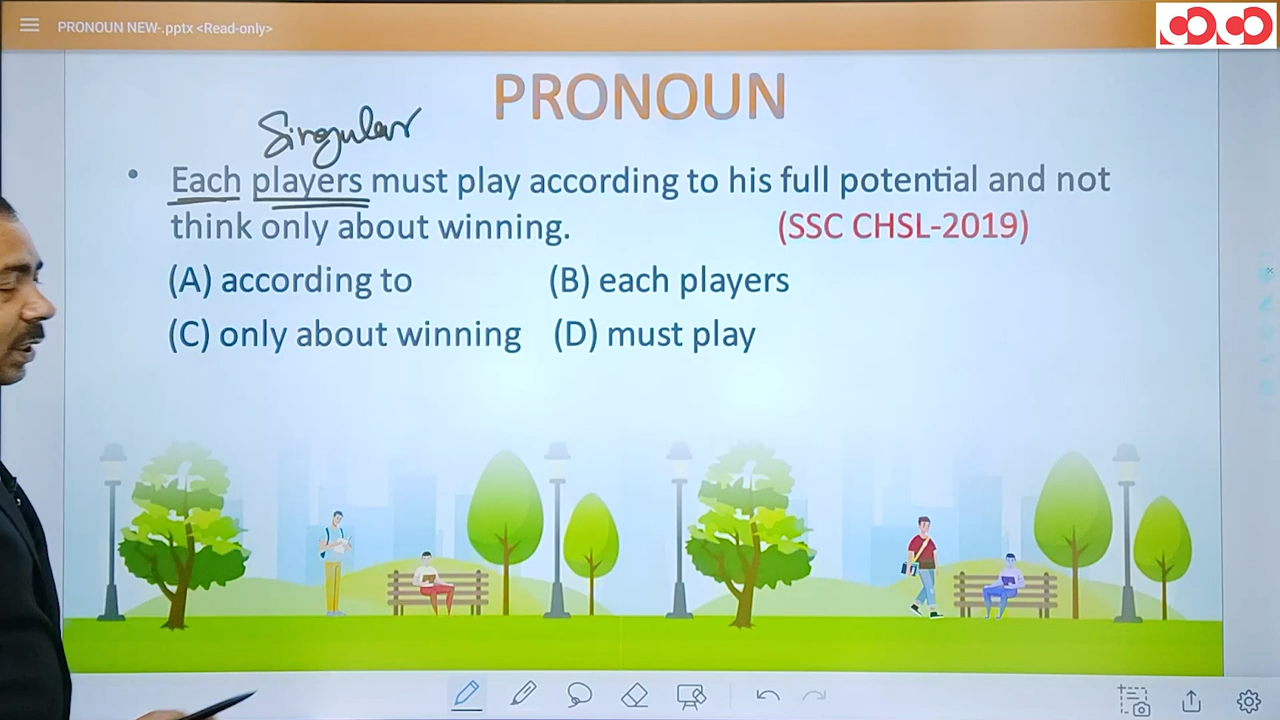 PRONOUN NEW-.pptx <Read-only>
PRONOUN
Singular
• Each players must play according to his full potential and not
think only about winning. (SSC CHSL-2019)
(A) according to (B) each players
(C) only about winning (D) must play